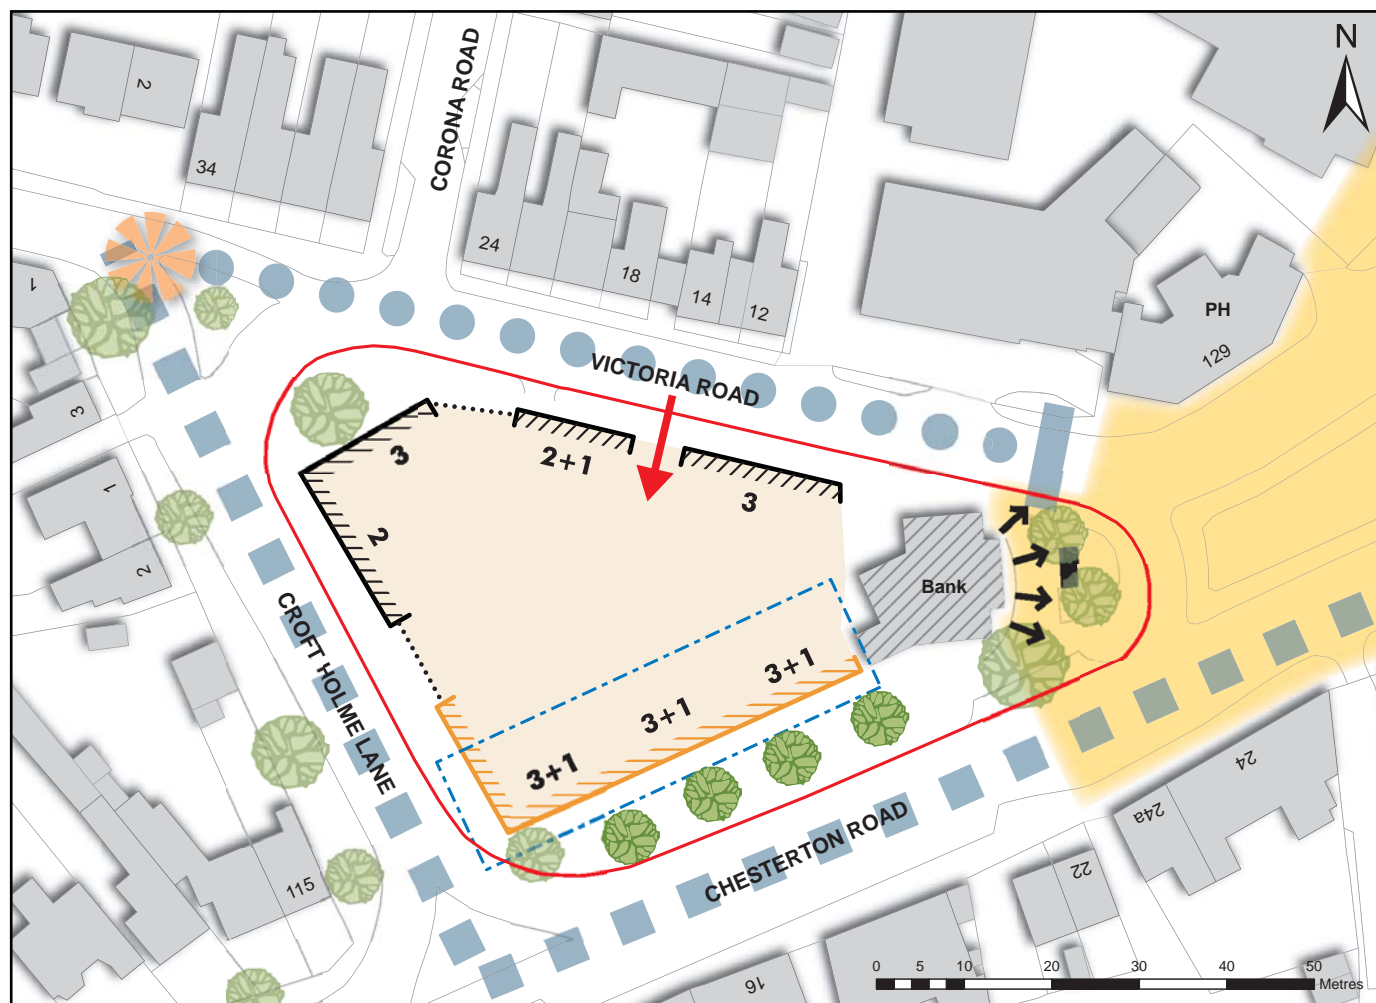 N
CORONA ROAD
2
34
24
18
14
12
1
PH
129
VICTORIA ROAD
3
3
2+1
3
1
2
2
Bank
CROFT HOLME LANE
3+1
3+1
3+1
24
24a
CHESTERTON ROAD
22
115
16
0 5 10 20 30 40 50
Metres